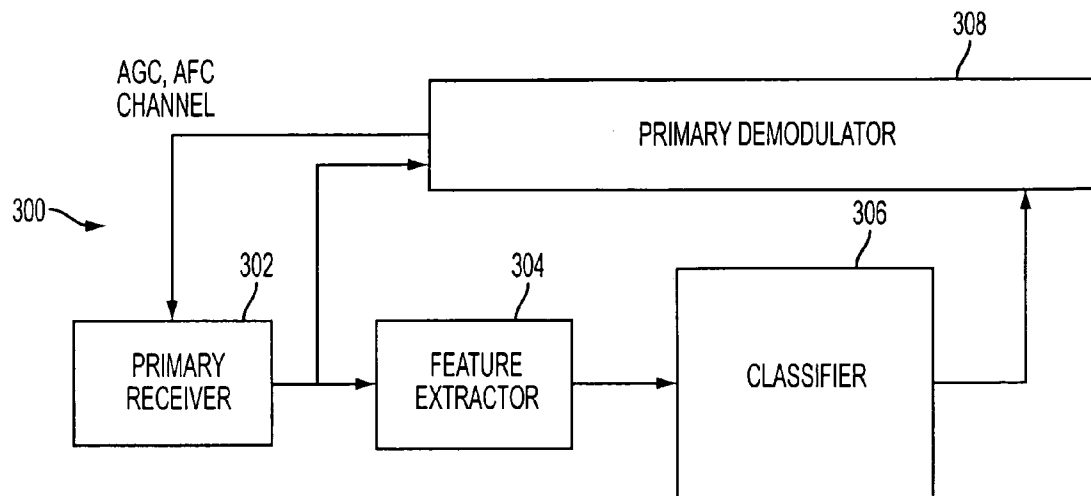 308
AGC, AFC
CHANNEL
PRIMARY DEMODULATOR
300
302
304
306
PRIMARY
RECEIVER
FEATURE
EXTRACTOR
CLASSIFIER